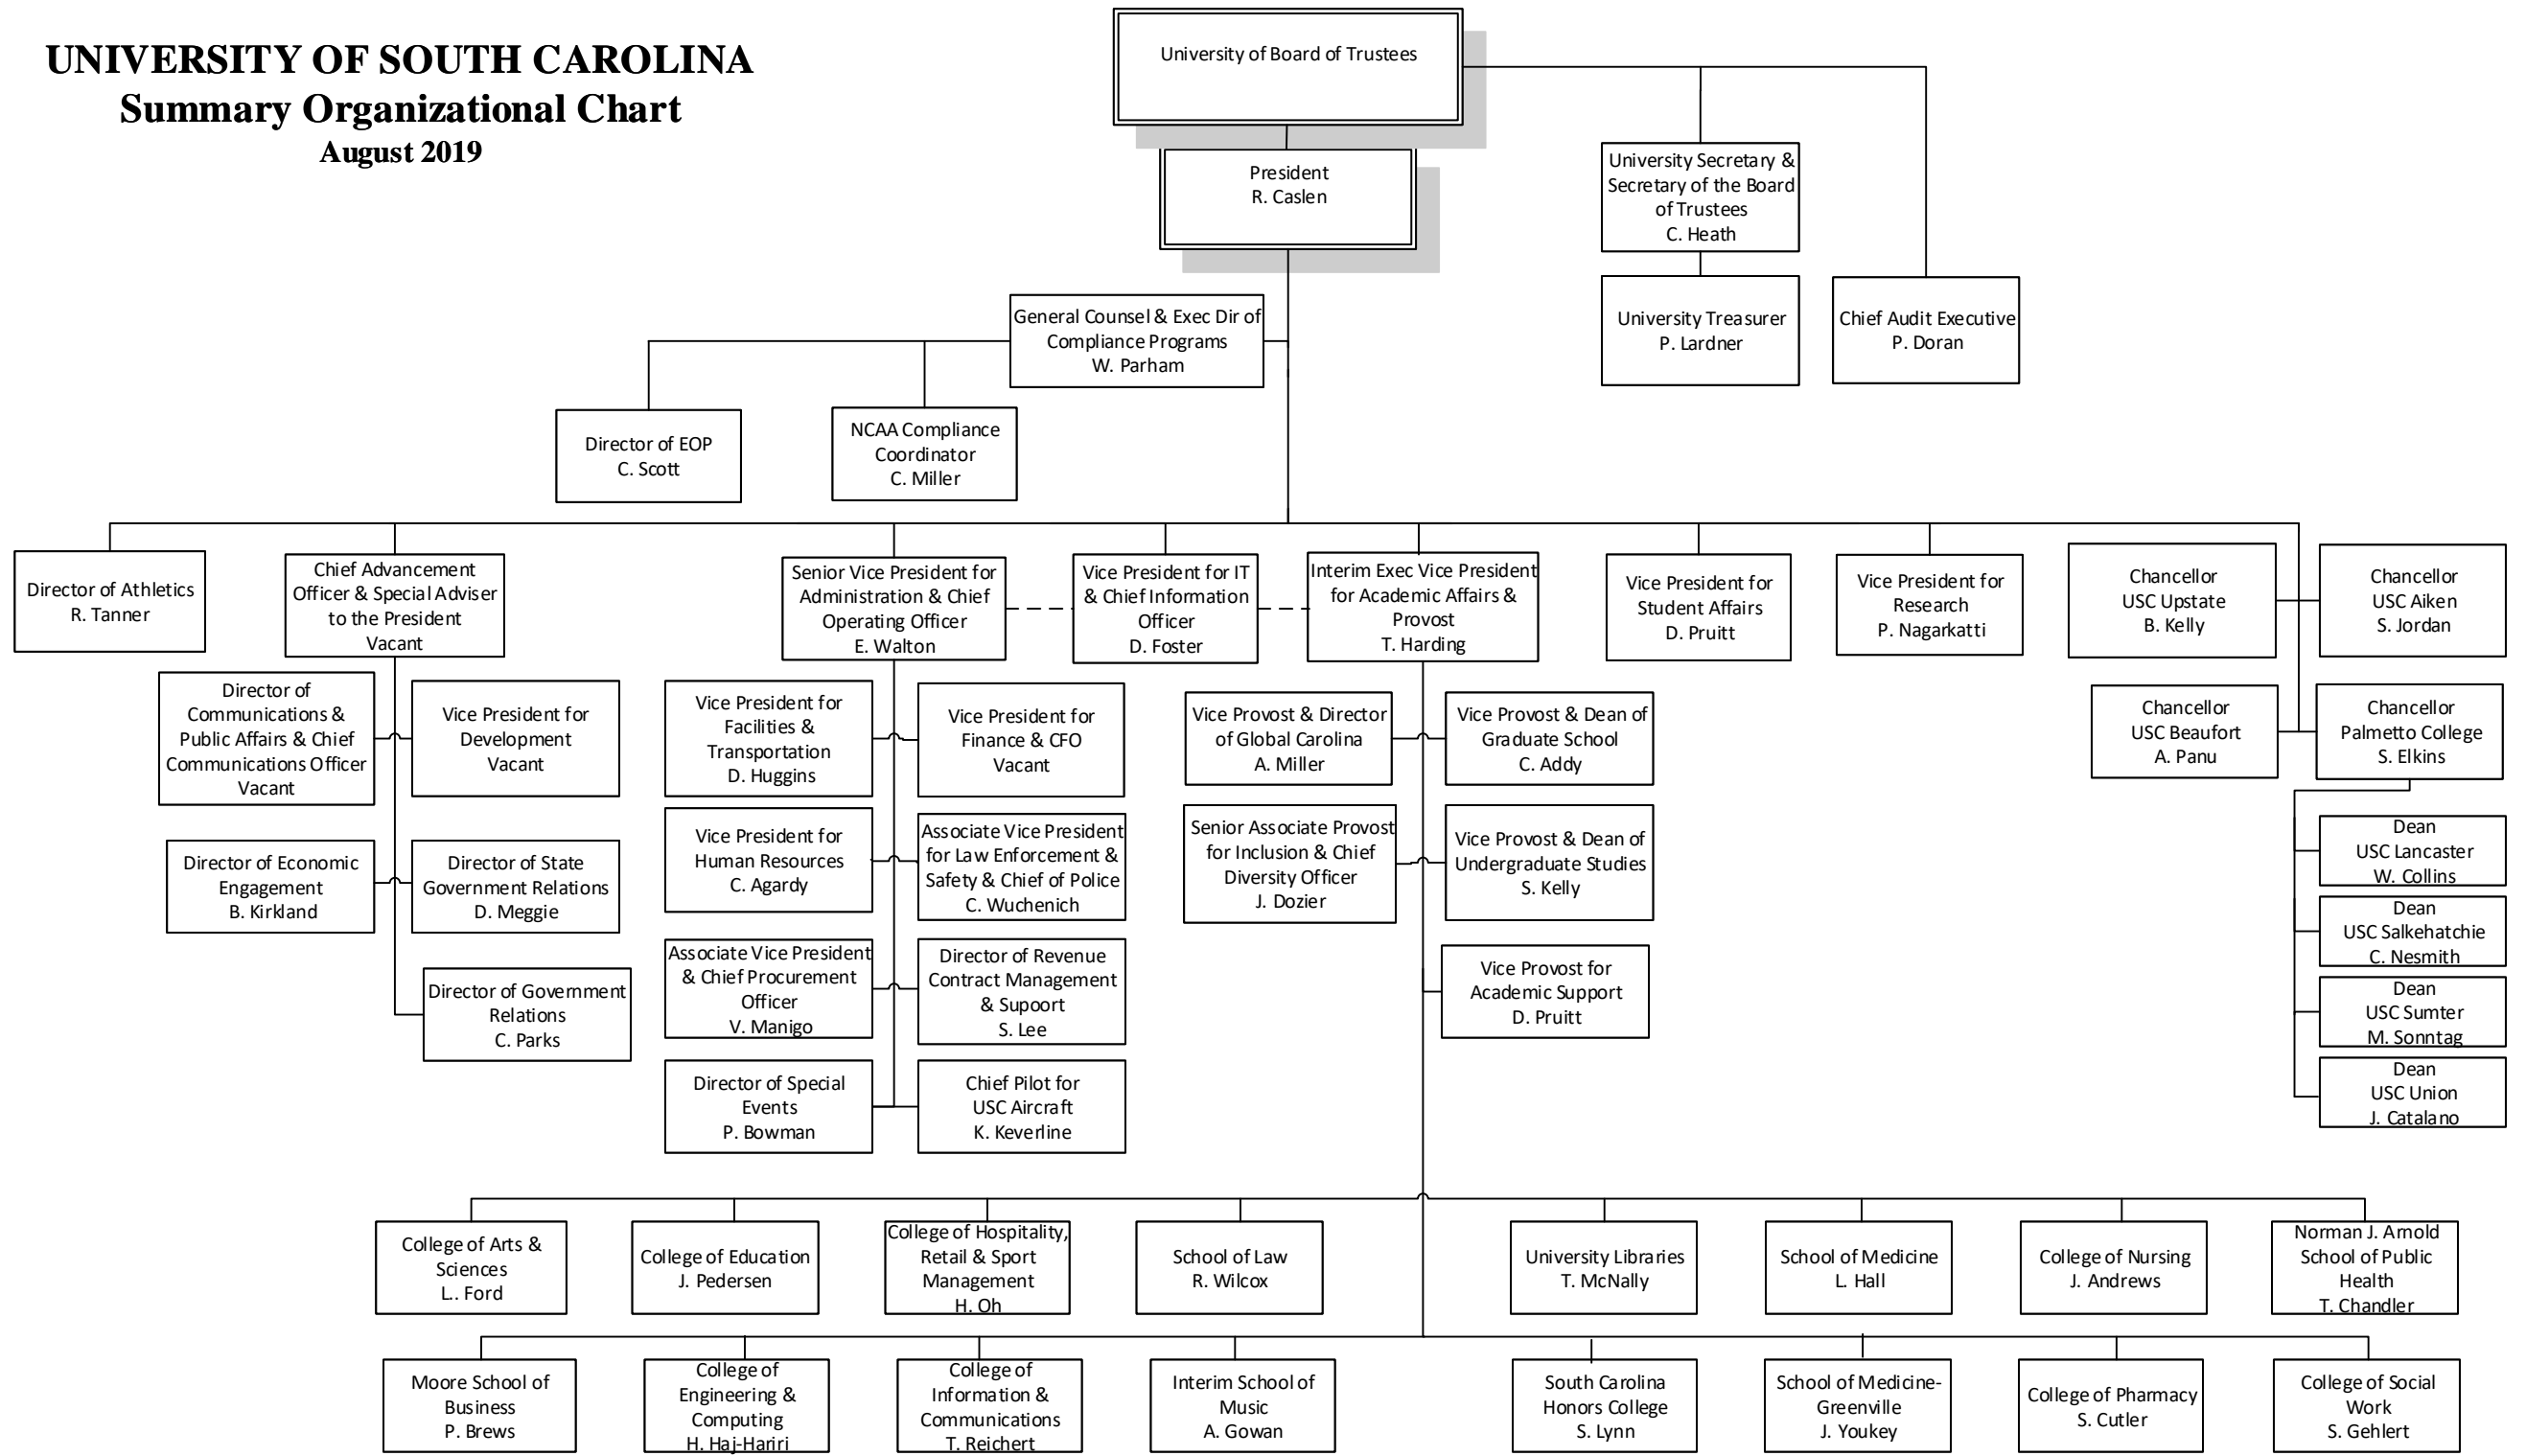 UNIVERSITY OF SOUTH CAROLINA
Summary Organizational Chart
August 2019
University of Board of Trustees
President
R. Caslen
University Secretary &
Secretary of the Board
of Trustees
C. Heath
University Treasurer
P. Lardner
Chief Audit Executive
P. Doran
General Counsel & Exec Dir of
Compliance Programs
W. Parham
Director of EOP
C. Scott
NCAA Compliance
Coordinator
C. Miller
Director of Athletics
R. Tanner
Chief Advancement
Officer & Special Adviser
to the President
Vacant
Senior Vice President for
Administration & Chief
Operating Officer
E. Walton
Vice President for IT
& Chief Information
Officer
D. Foster
Interim Exec Vice President
for Academic Affairs &
Provost
T. Harding
Vice President for
Student Affairs
D. Pruitt
Vice President for
Research
P. Nagarkatti
Chancellor
USC Upstate
B. Kelly
Chancellor
USC Aiken
S. Jordan
Director of
Communications &
Public Affairs & Chief
Communications Officer
Vacant
Vice President for
Development
Vacant
Vice President for
Facilities &
Transportation
D. Huggins
Vice President for
Finance & CFO
Vacant
Vice Provost & Director
of Global Carolina
A. Miller
Vice Provost & Dean of
Graduate School
C. Addy
Chancellor
USC Beaufort
A. Panu
Chancellor
Palmetto College
S. Elkins
Director of Economic
Engagement
B. Kirkland
Director of State
Government Relations
D. Meggie
Vice President for
Human Resources
C. Agardy
Associate Vice President
for Law Enforcement &
Safety & Chief of Police
C. Wuchenich
Senior Associate Provost
for Inclusion & Chief
Diversity Officer
J. Dozier
Vice Provost & Dean of
Undergraduate Studies
S. Kelly
Dean
USC Lancaster
W. Collins
Dean
USC Salkehatchie
C. Nesmith
Director of Government
Relations
C. Parks
Associate Vice President
& Chief Procurement
Officer
V. Manigo
Director of Revenue
Contract Management
& Supoort
S. Lee
Vice Provost for
Academic Support
D. Pruitt
Dean
USC Sumter
M. Sonntag
Director of Special
Events
P. Bowman
Chief Pilot for
USC Aircraft
K. Keverline
Dean
USC Union
J. Catalano
College of Arts &
Sciences
L.. Ford
College of Education
J. Pedersen
College of Hospitality,
Retail & Sport
Management
H. Oh
School of Law
R. Wilcox
University Libraries
T. McNally
School of Medicine
L. Hall
College of Nursing
J. Andrews
Norman J. Arnold
School of Public
Health
T. Chandler
Moore School of
Business
P. Brews
College of
Engineering &
Computing
H. Haj-Hariri
College of
Information &
Communications
T. Reichert
Interim School of
Music
A. Gowan
South Carolina
Honors College
S. Lynn
School of Medicine-
Greenville
J. Youkey
College of Pharmacy
S. Cutler
College of Social
Work
S. Gehlert